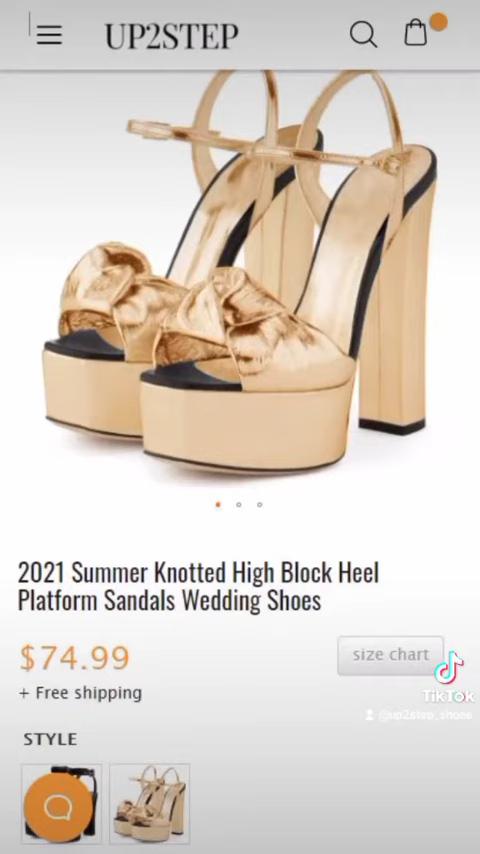 UP2STEP
2021 Summer Knotted High Block Heel
Platform Sandals Wedding Shoes
$74.99
size chart
+ Free shipping
TikTok
@up2step_shoes
STYLE